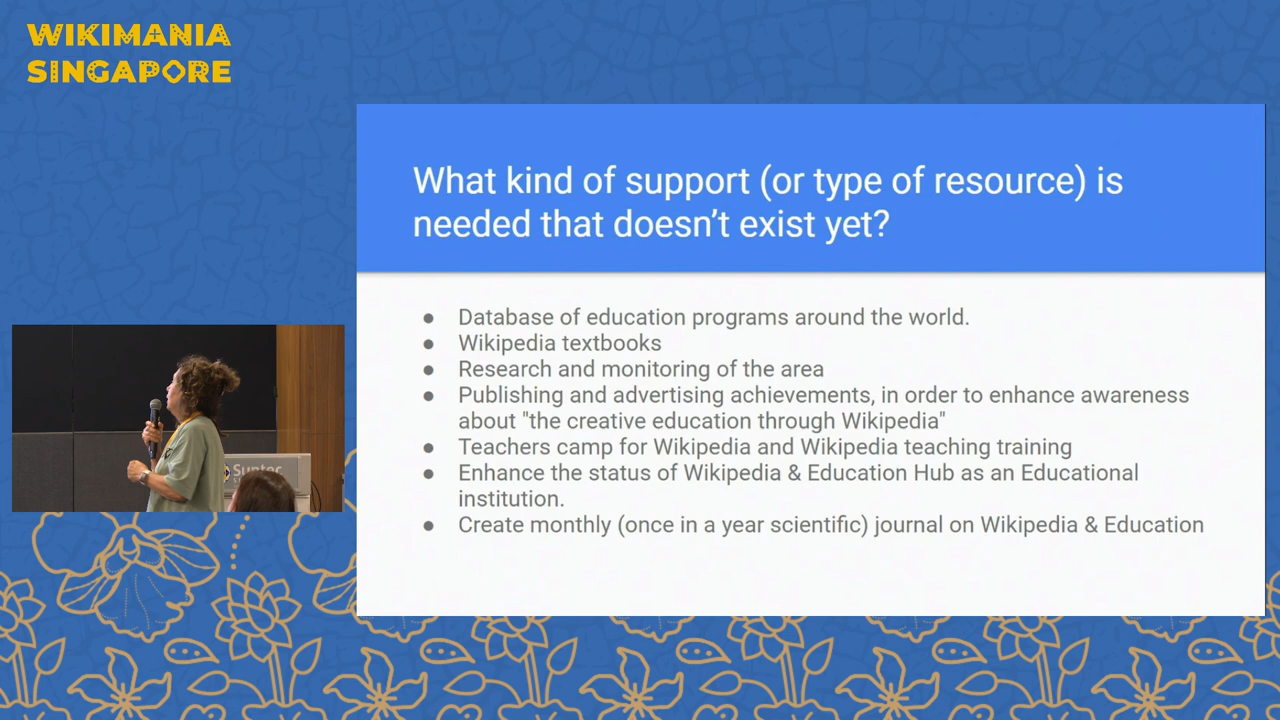 WIKIMANIA
SINGAPORE
What kind of support (or type of resource) is
needed that doesn’t exist yet?
● Database of education programs around the world.
● Wikipedia textbooks
● Research and monitoring of the area
● Publishing and advertising achievements, in order to enhance awareness
about "the creative education through Wikipedia"
● Teachers camp for Wikipedia and Wikipedia teaching training
● Enhance the status of Wikipedia & Education Hub as an Educational
institution.
● Create monthly (once in a year scientific) journal on Wikipedia & Education
Suntec